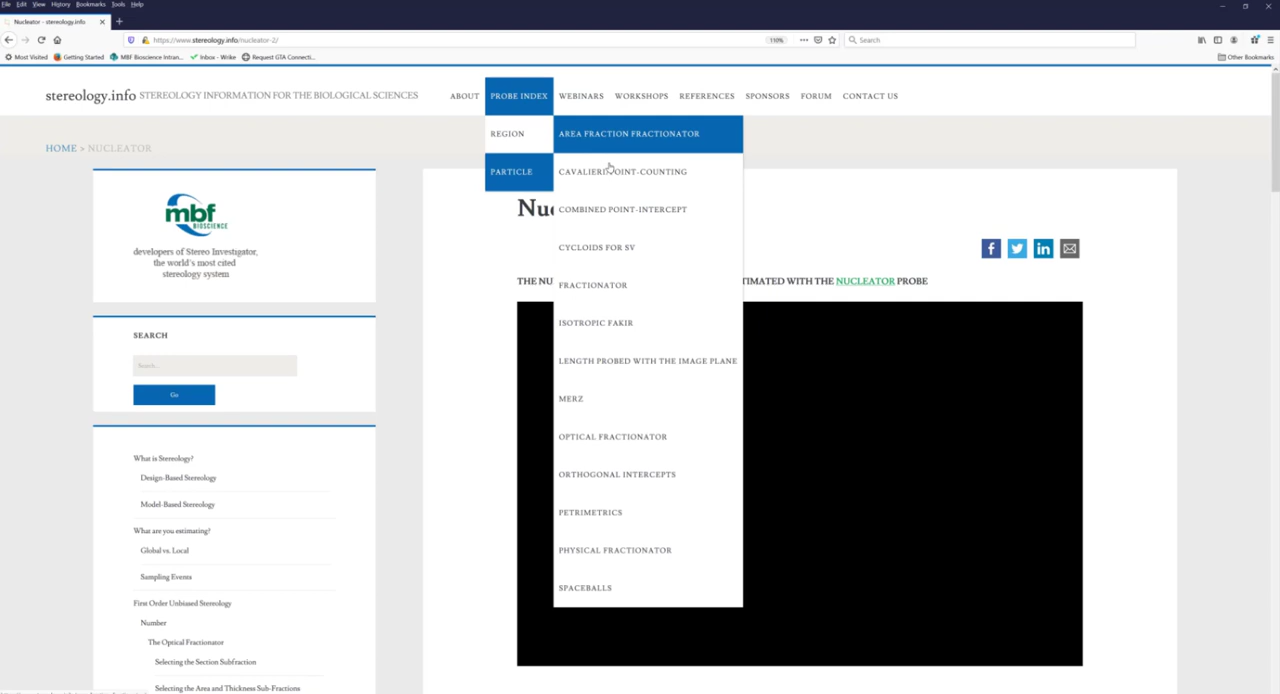 File Edit View History Bookmarks Tools Help
Nucleator - stereology.info
https://www.stereology.info/nucleator-2/
110%
Search
Most Visited Getting Started MBF Bioscience Intran... Inbox - Wrike Request GTA Connecti...
Other Bookmarks
stereology.info STEREOLOGY INFORMATION FOR THE BIOLOGICAL SCIENCES
ABOUT PROBE INDEX WEBINARS WORKSHOPS REFERENCES SPONSORS FORUM CONTACT US
REGION
PARTICLE
AREA FRACTION FRACTIONATOR
CAVALIERI POINT-COUNTING
COMBINED POINT-INTERCEPT
CYCLOIDS FOR SV
FRACTIONATOR
ISOTROPIC FAKIR
LENGTH PROBED WITH THE IMAGE PLANE
MERZ
OPTICAL FRACTIONATOR
ORTHOGONAL INTERCEPTS
PETRIMETRICS
PHYSICAL FRACTIONATOR
SPACEBALLS
HOME > NUCLEATOR
mbf
BIOSCIENCE
developers of Stereo Investigator,
the world's most cited
stereology system
SEARCH
Search...
Go
What is Stereology?
Design-Based Stereology
Model-Based Stereology
What are you estimating?
Global vs. Local
Sampling Events
First Order Unbiased Stereology
Number
The Optical Fractionator
Selecting the Section Subfraction
Selecting the Area and Thickness Sub-Fractions
Nuc
THE NU TIMATED WITH THE NUCLEATOR PROBE